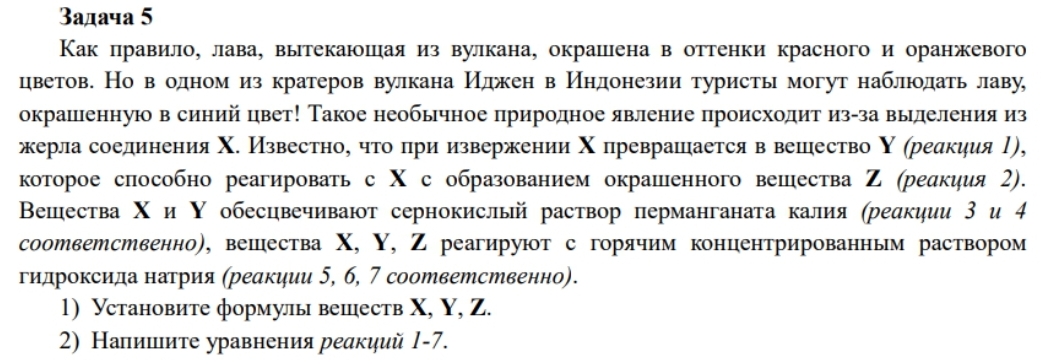 Задача 5
Как правило, лава, вытекающая из вулкана, окрашена в оттенки красного и оранжевого
цветов. Но в одном из кратеров вулкана Иджен в Индонезии туристы могут наблюдать лаву,
окрашенную в синий цвет! Такое необычное природное явление происходит из-за выделения из
жерла соединения X. Известно, что при извержении X превращается в вещество Y (реакция 1),
которое способно реагировать с X с образованием окрашенного вещества Z (реакция 2).
Вещества X и Y обесцвечивают сернокислый раствор перманганата калия (реакции 3 и 4
соответственно), вещества X, Y, Z реагируют с горячим концентрированным раствором
гидроксида натрия (реакции 5, 6, 7 соответственно).
1) Установите формулы веществ X, Y, Z.
2) Напишите уравнения реакций 1-7.